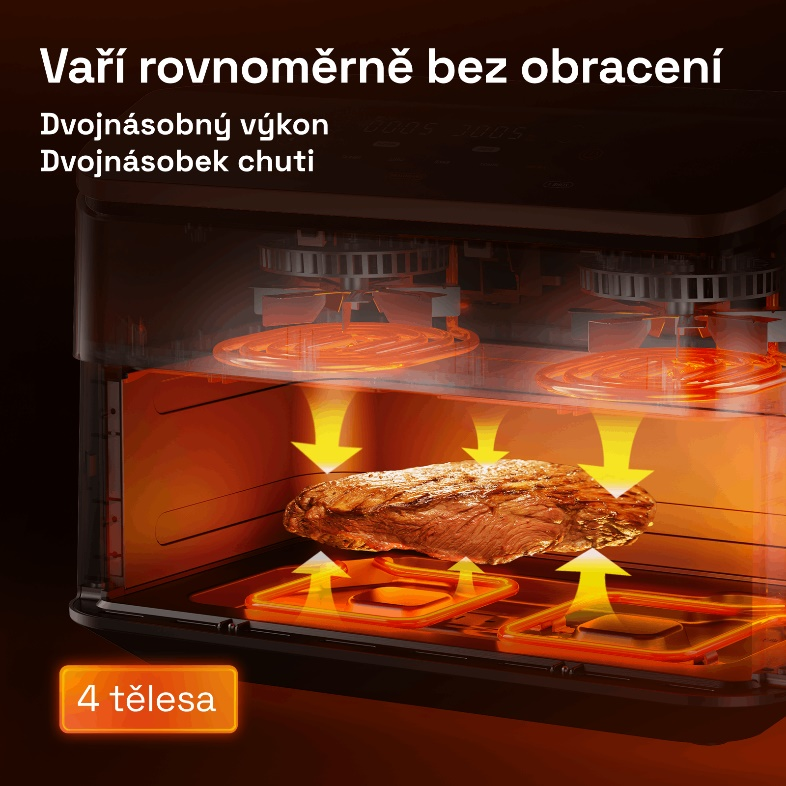 Vaří rovnoměrně bez obracení
Dvojnásobný výkon
Dvojnásobek chuti
4 tělesa